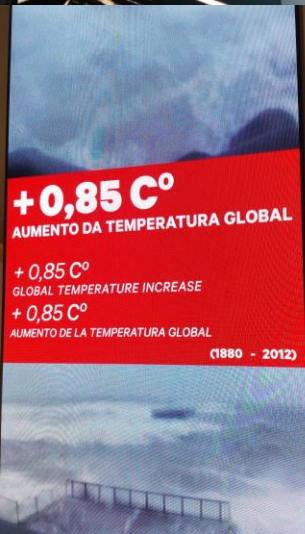 + 0,85 Cº
AUMENTO DA TEMPERATURA GLOBAL
+ 0,85 Cº
GLOBAL TEMPERATURE INCREASE
+ 0,85 Cº
AUMENTO DE LA TEMPERATURA GLOBAL
(1880 - 2012)